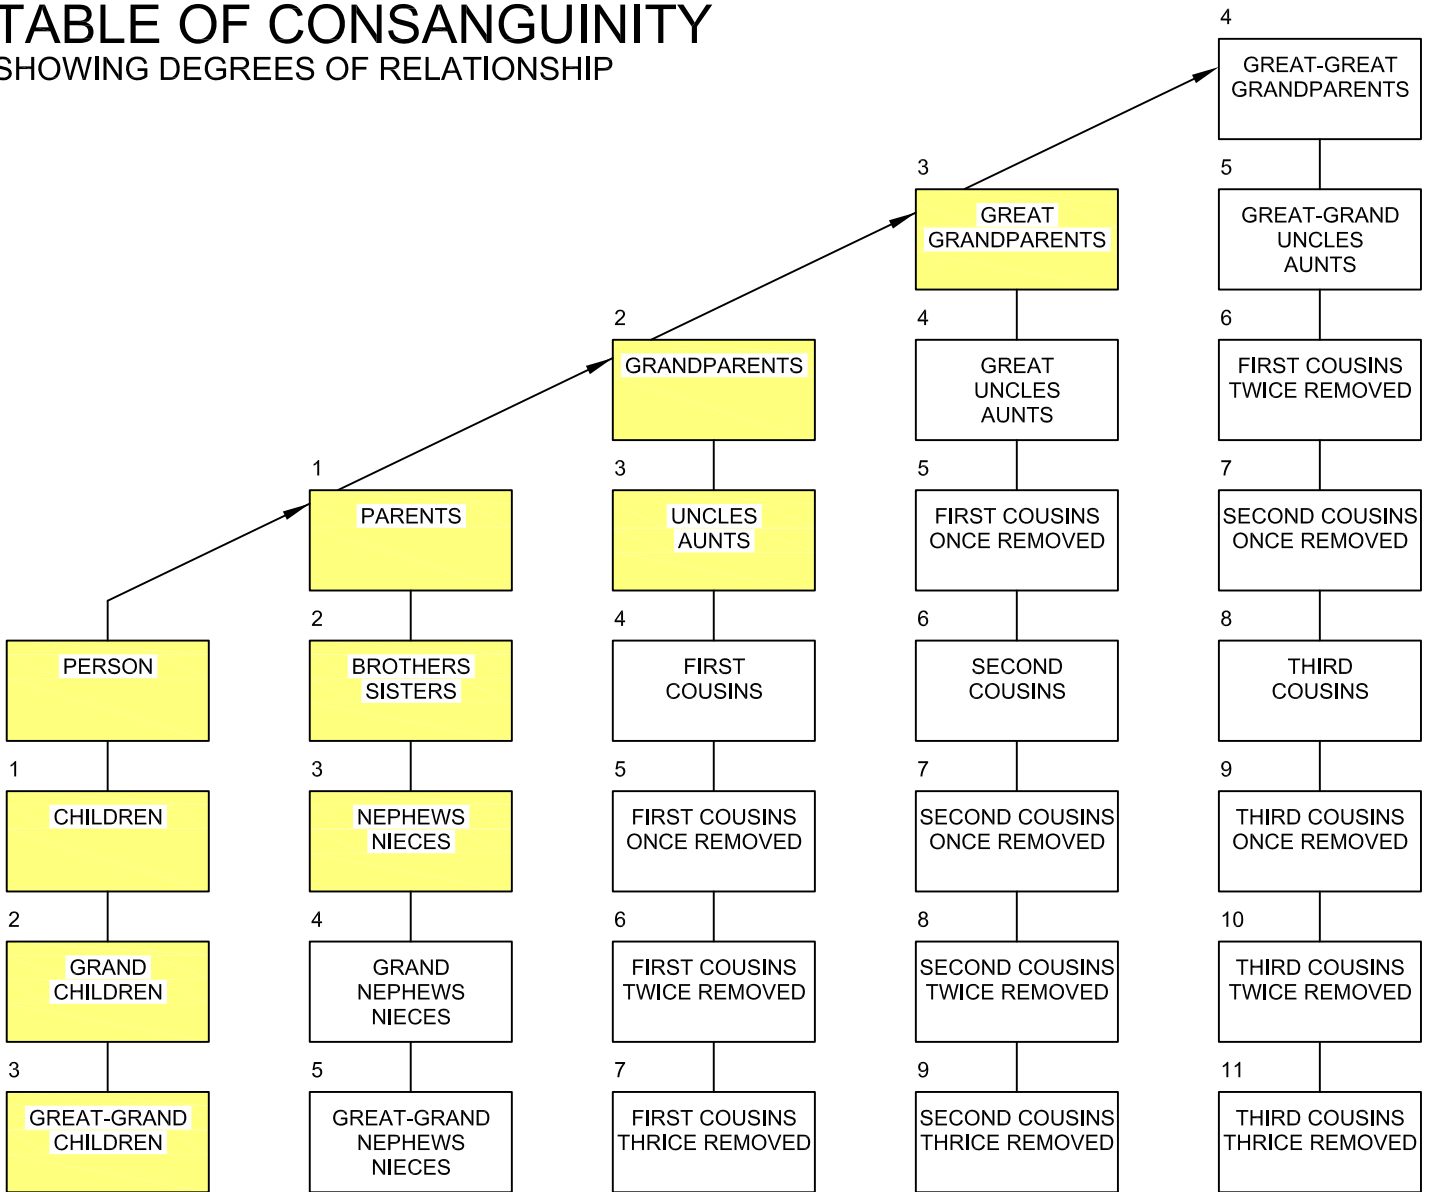 TABLE OF CONSANGUINITY
SHOWING DEGREES OF RELATIONSHIP
4
GREAT-GREAT
GRANDPARENTS
3
GREAT
GRANDPARENTS
5
GREAT-GRAND
UNCLES
AUNTS
2
GRANDPARENTS
4
GREAT
UNCLES
AUNTS
6
FIRST COUSINS
TWICE REMOVED
1
PARENTS
3
UNCLES
AUNTS
5
FIRST COUSINS
ONCE REMOVED
7
SECOND COUSINS
ONCE REMOVED
PERSON
2
BROTHERS
SISTERS
4
FIRST
COUSINS
6
SECOND
COUSINS
8
THIRD
COUSINS
1
CHILDREN
3
NEPHEWS
NIECES
5
FIRST COUSINS
ONCE REMOVED
7
SECOND COUSINS
ONCE REMOVED
9
THIRD COUSINS
ONCE REMOVED
2
GRAND
CHILDREN
4
GRAND
NEPHEWS
NIECES
6
FIRST COUSINS
TWICE REMOVED
8
SECOND COUSINS
TWICE REMOVED
10
THIRD COUSINS
TWICE REMOVED
3
GREAT-GRAND
CHILDREN
5
GREAT-GRAND
NEPHEWS
NIECES
7
FIRST COUSINS
THRICE REMOVED
9
SECOND COUSINS
THRICE REMOVED
11
THIRD COUSINS
THRICE REMOVED